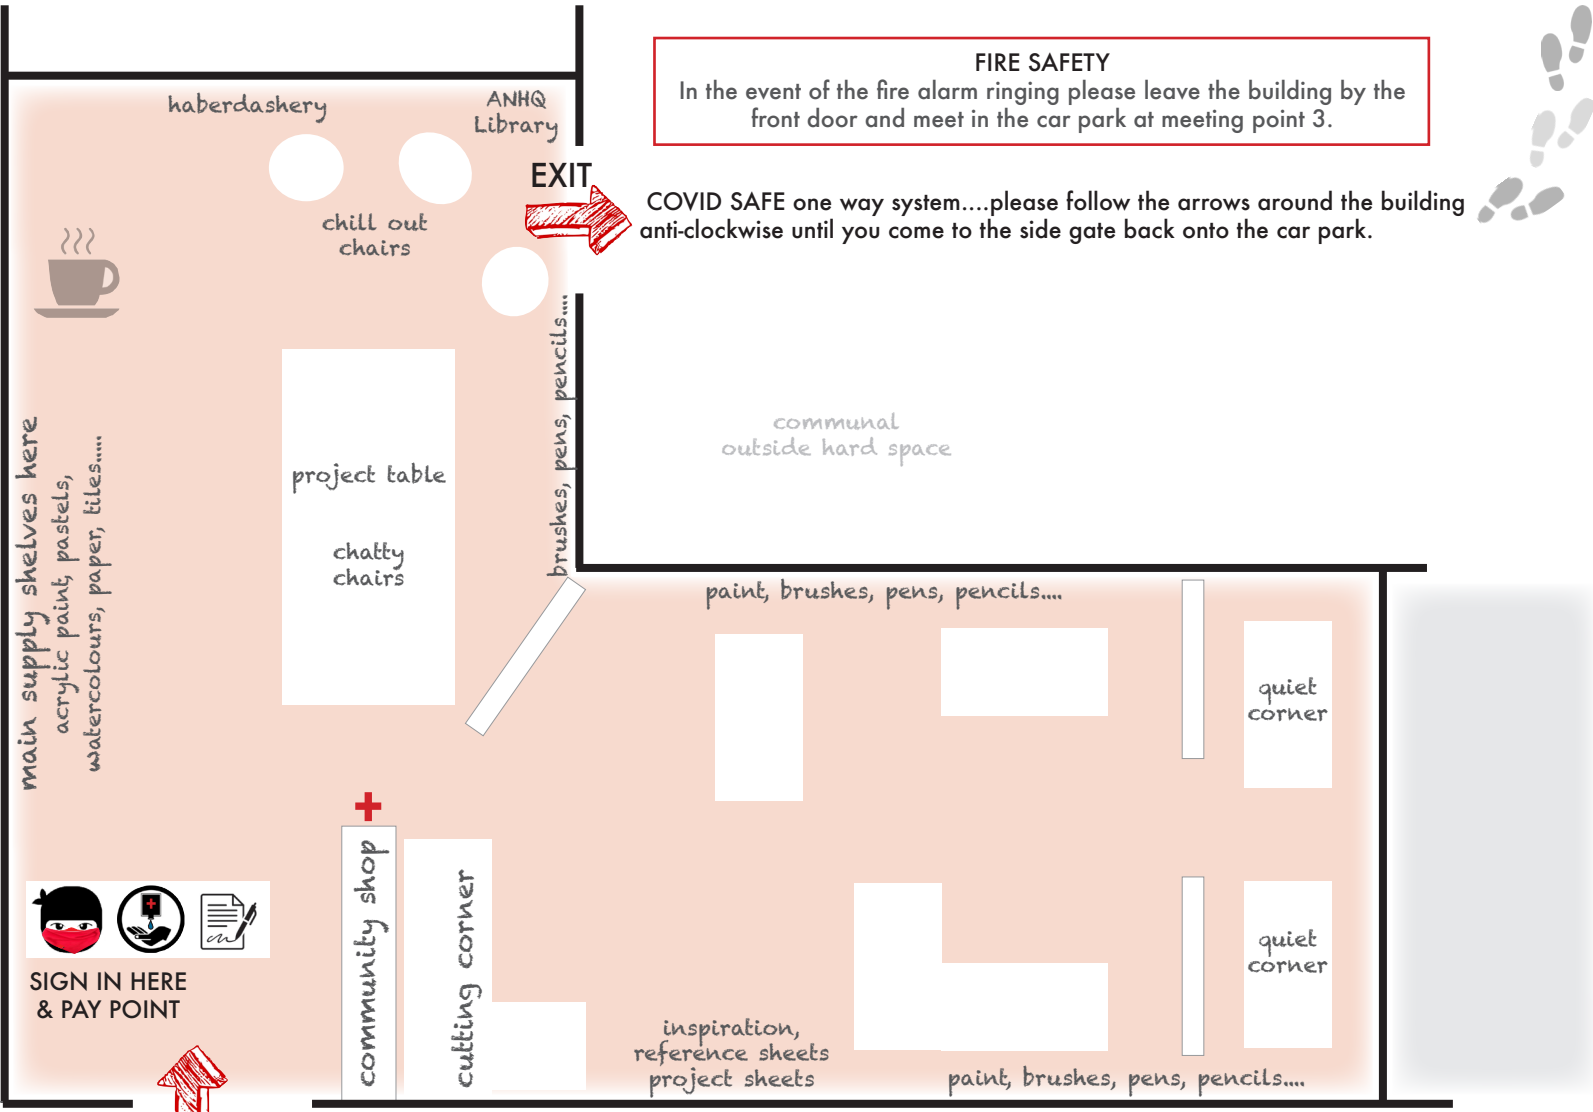 FIRE SAFETY
In the event of the fire alarm ringing please leave the building by the
front door and meet in the car park at meeting point 3.
haberdashery
ANHQ
Library
EXIT
COVID SAFE one way system....please follow the arrows around the building
anti-clockwise until you come to the side gate back onto the car park.
chill out
chairs
brushes, pens, pencils....
communal
outside hard space
main supply shelves here
acrylic paint, pastels,
watercolours, paper, tiles.....
project table
chatty
chairs
paint, brushes, pens, pencils....
quiet
corner
community shop
cutting corner
quiet
corner
SIGN IN HERE
& PAY POINT
inspiration,
reference sheets
project sheets
paint, brushes, pens, pencils....